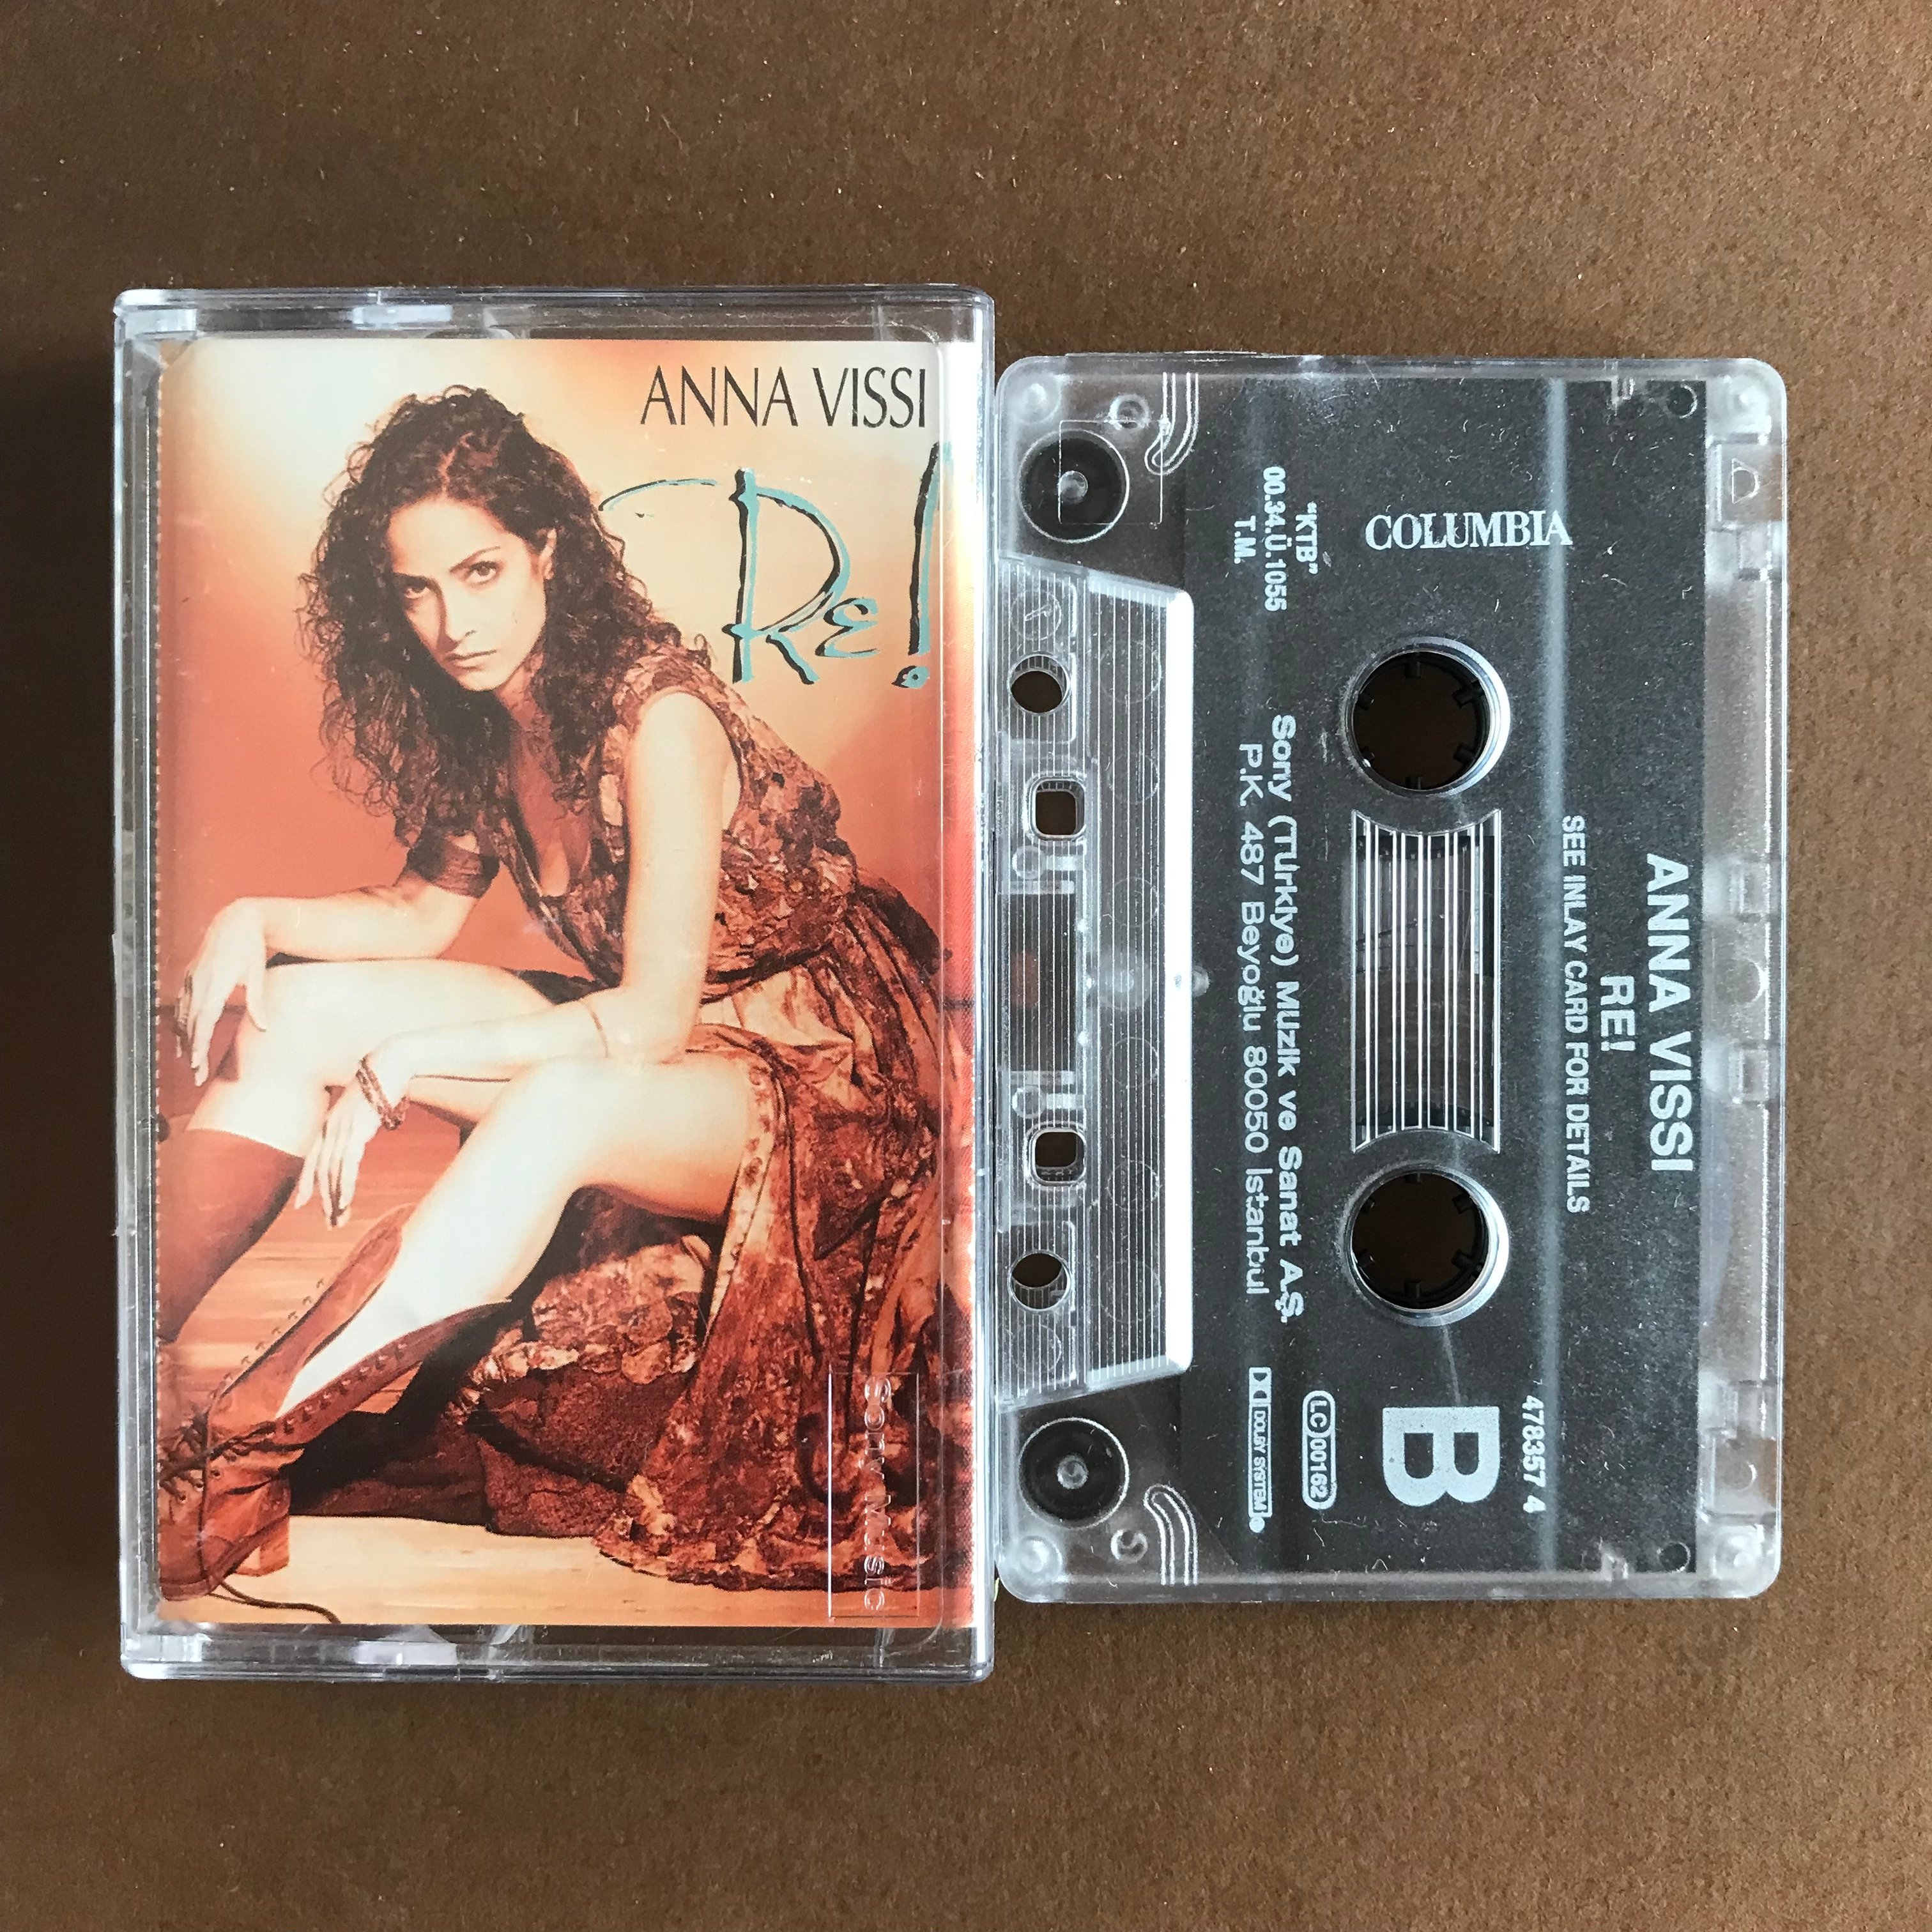 ANNA VISSI
Re!
Sony Music
ANNA VISSI
RE!
SEE INLAY CARD FOR DETAILS
COLUMBIA
B
478357 4
"KTB"
00.34.Ü.1055
T.M.
Sony (Türkiye) Müzik ve Sanat A.Ş.
P.K. 487 Beyoğlu 80050 İstanbul
LC 00162
DOLBY SYSTEM